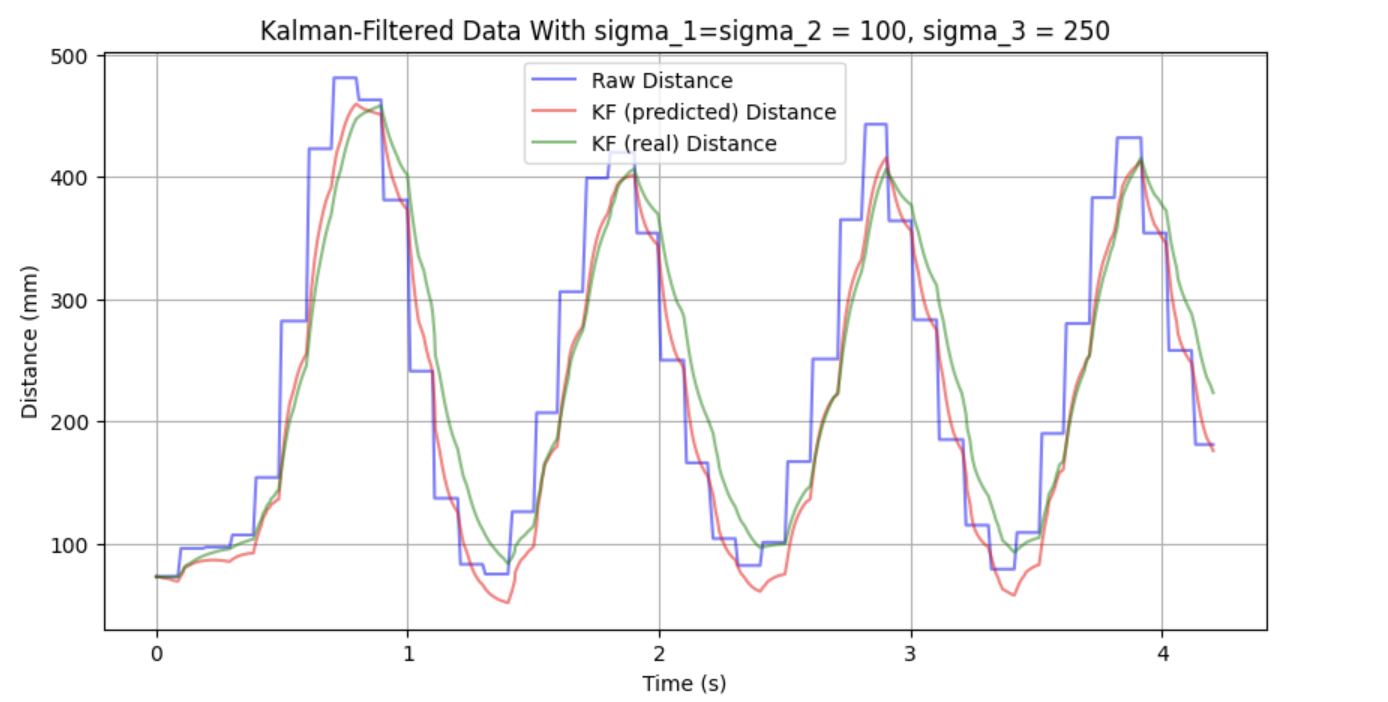 Kalman-Filtered Data With sigma_1=sigma_2 = 100, sigma_3 = 250
Raw Distance
KF (predicted) Distance
KF (real) Distance
Distance (mm)
500
400
300
200
100
0 1 2 3 4
Time (s)